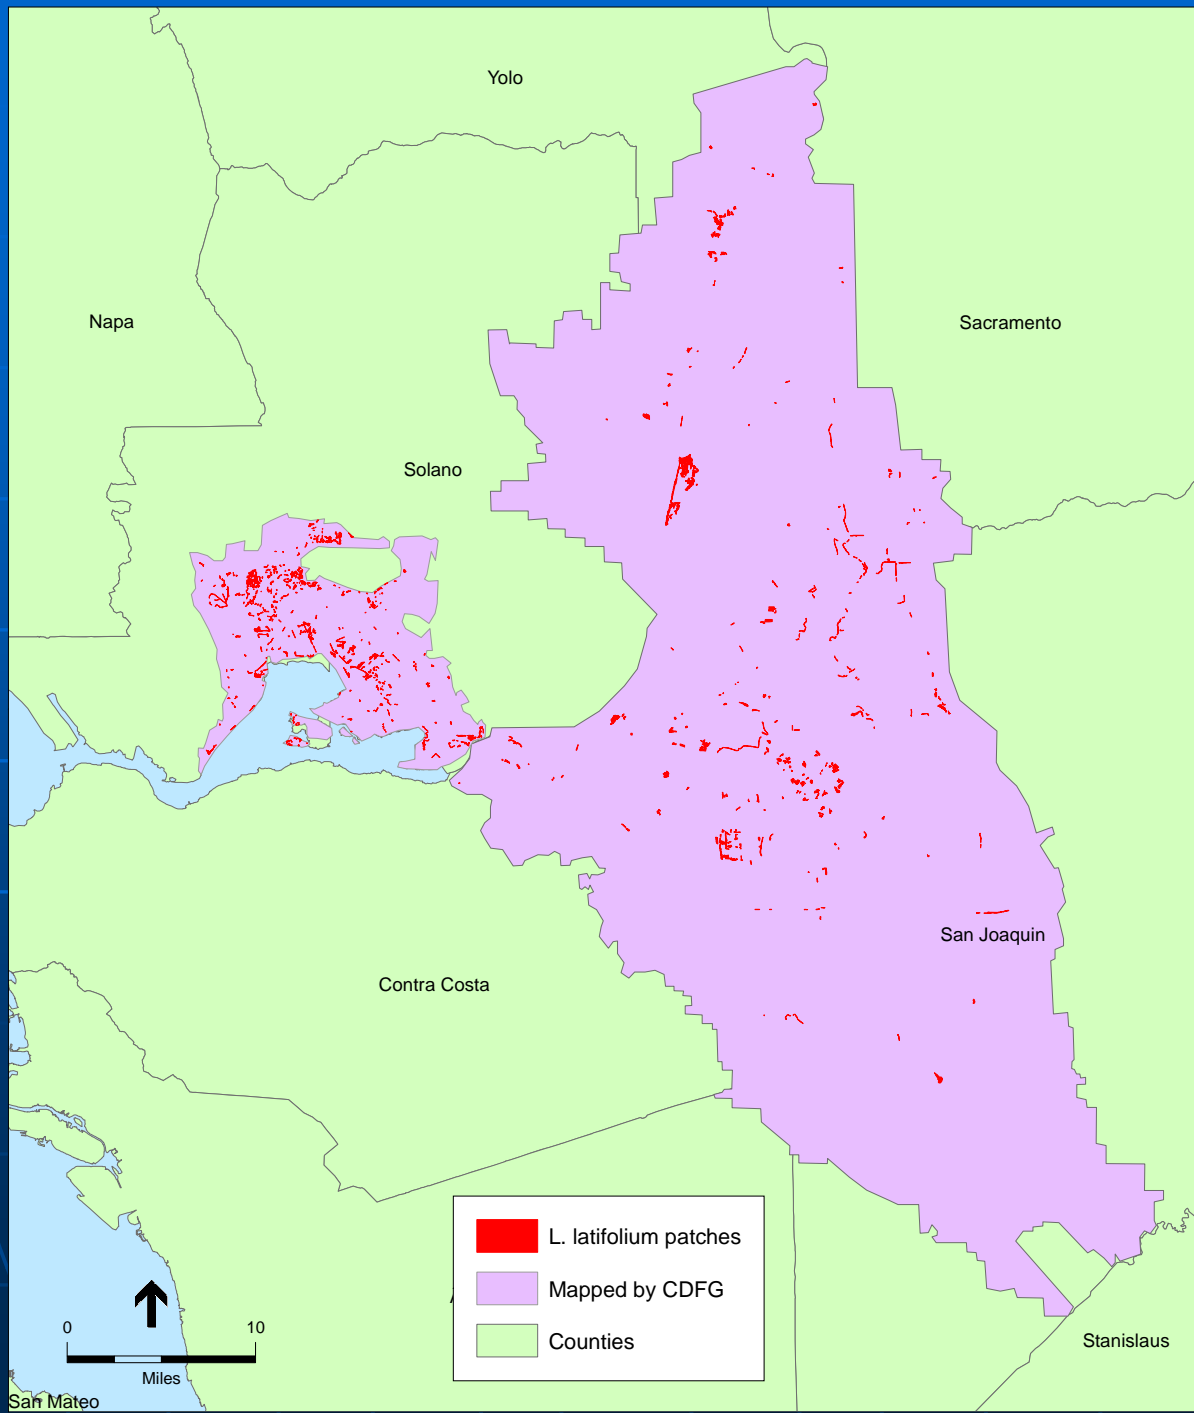 Yolo
Napa
Sacramento
Solano
San Joaquin
Contra Costa
L. latifolium patches
Mapped by CDFG
Counties
0 10
Miles
Stanislaus
San Mateo